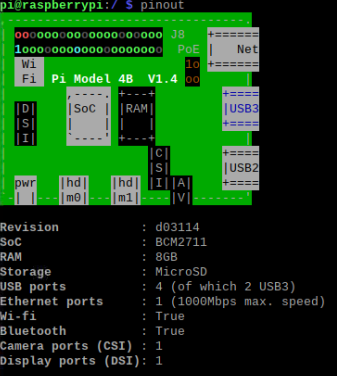 pi@raspberrypi:/ $ pinout
,--------------------------------.
| oooooooooooooooooooo J8   +======
| 1ooooooooooooooooooo  PoE |   Net
|  Wi                    1o +======
|  Fi  Pi Model 4B  V1.4 oo      |
|        ,----. +---+       +====
| |D|    |SoC | |RAM|       |USB3
| |S|    |    | |   |       +====
| |I|    `----' +---+            |
|                   |C|     +====
|                   |S|     |USB2
| pwr   |hd|   |hd| |I||A|  +====
`-| |---|m0|---|m1|----|V|-------'
Revision : d03114
SoC : BCM2711
RAM : 8GB
Storage : MicroSD
USB ports : 4 (of which 2 USB3)
Ethernet ports : 1 (1000Mbps max. speed)
Wi-fi : True
Bluetooth : True
Camera ports (CSI) : 1
Display ports (DSI): 1